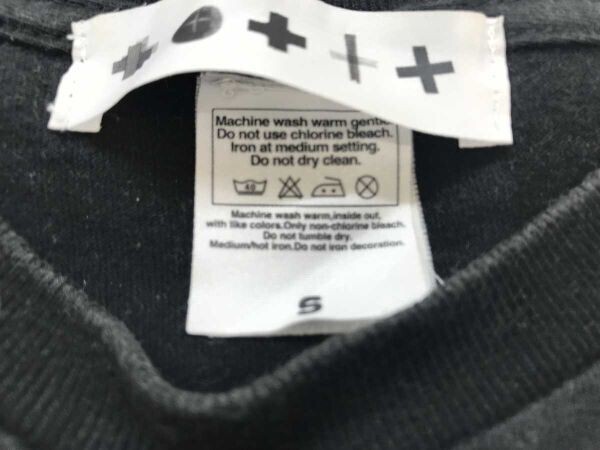 Machine wash warm gentle.
Do not use chlorine bleach.
Iron at medium setting.
Do not dry clean.
40
Machine wash warm,inside out,
with like colors.Only non-chlorine bleach.
Do not tumble dry.
Medium/hot iron.Do not iron decoration.
S